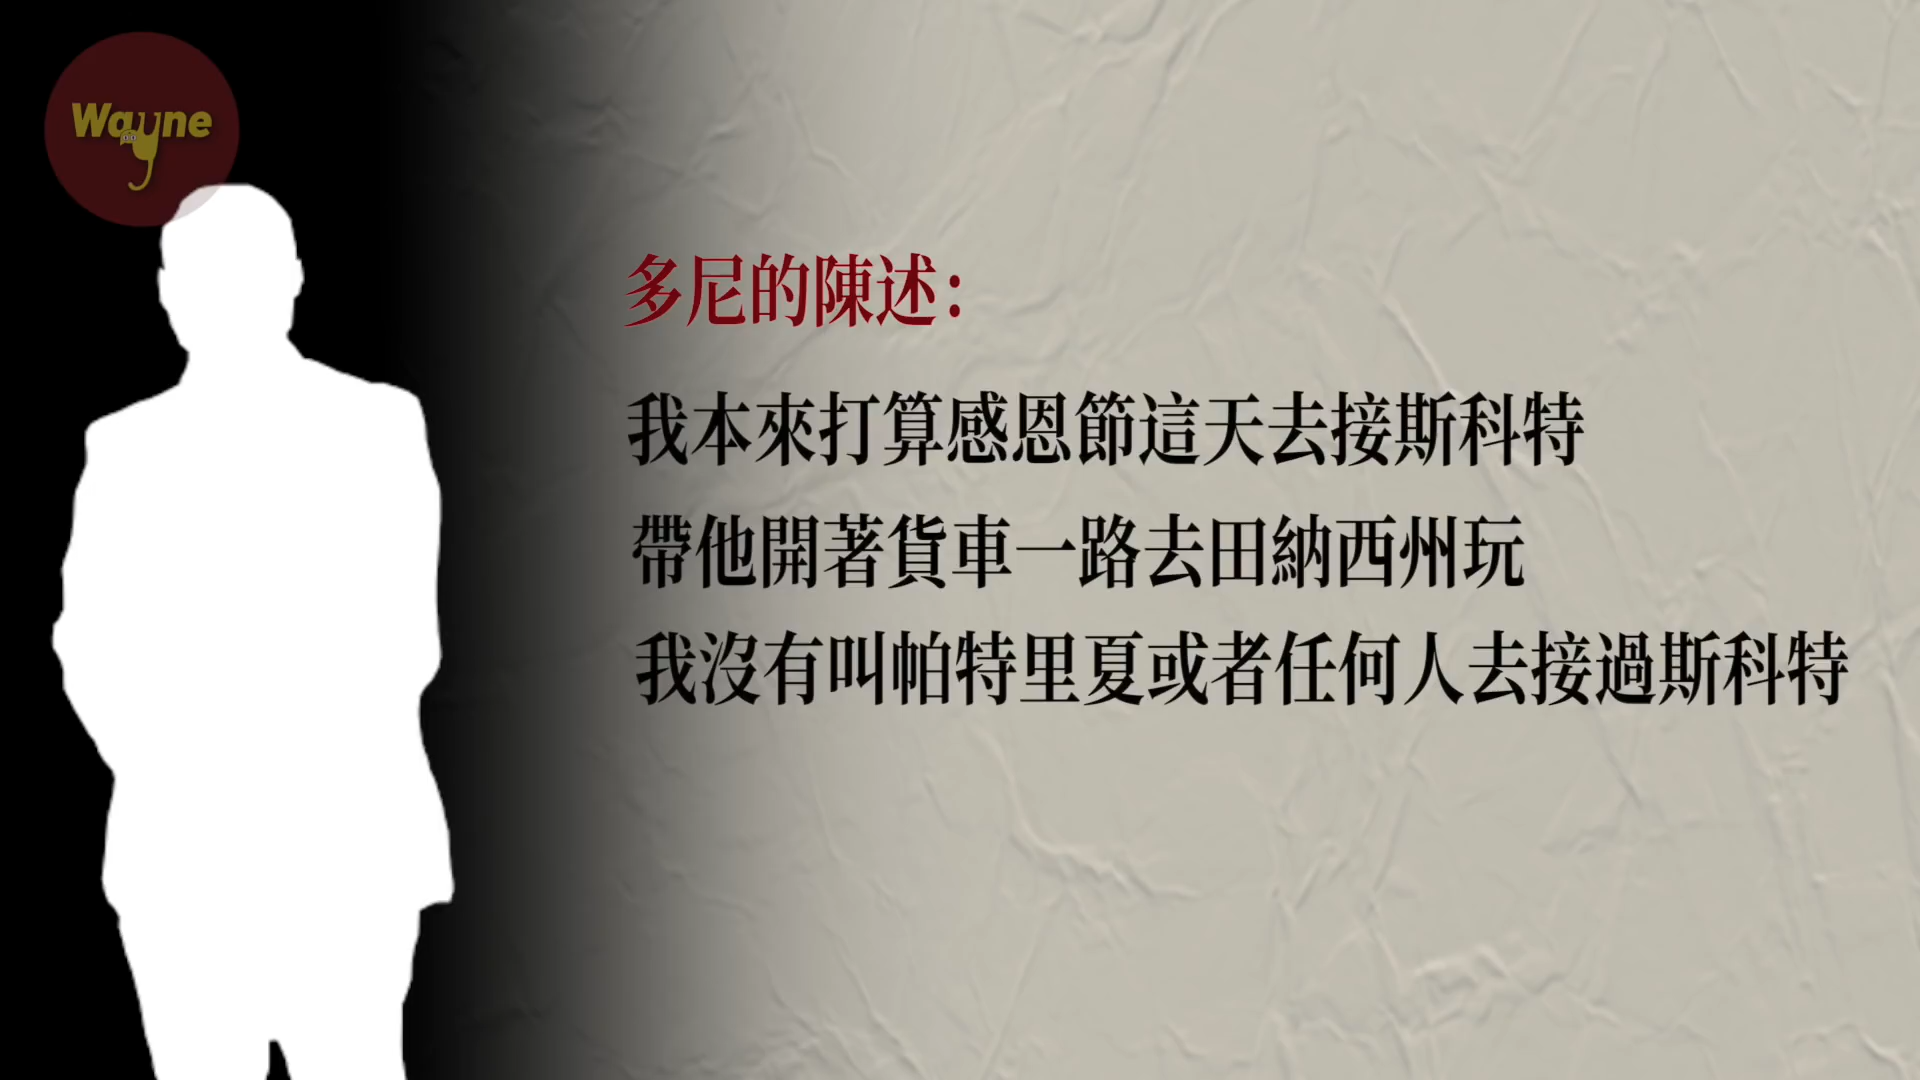 Wayne
多尼的陳述：
我本來打算感恩節這天去接斯科特
帶他開著貨車一路去田納西州玩
我沒有叫帕特里夏或者任何人去接過斯科特